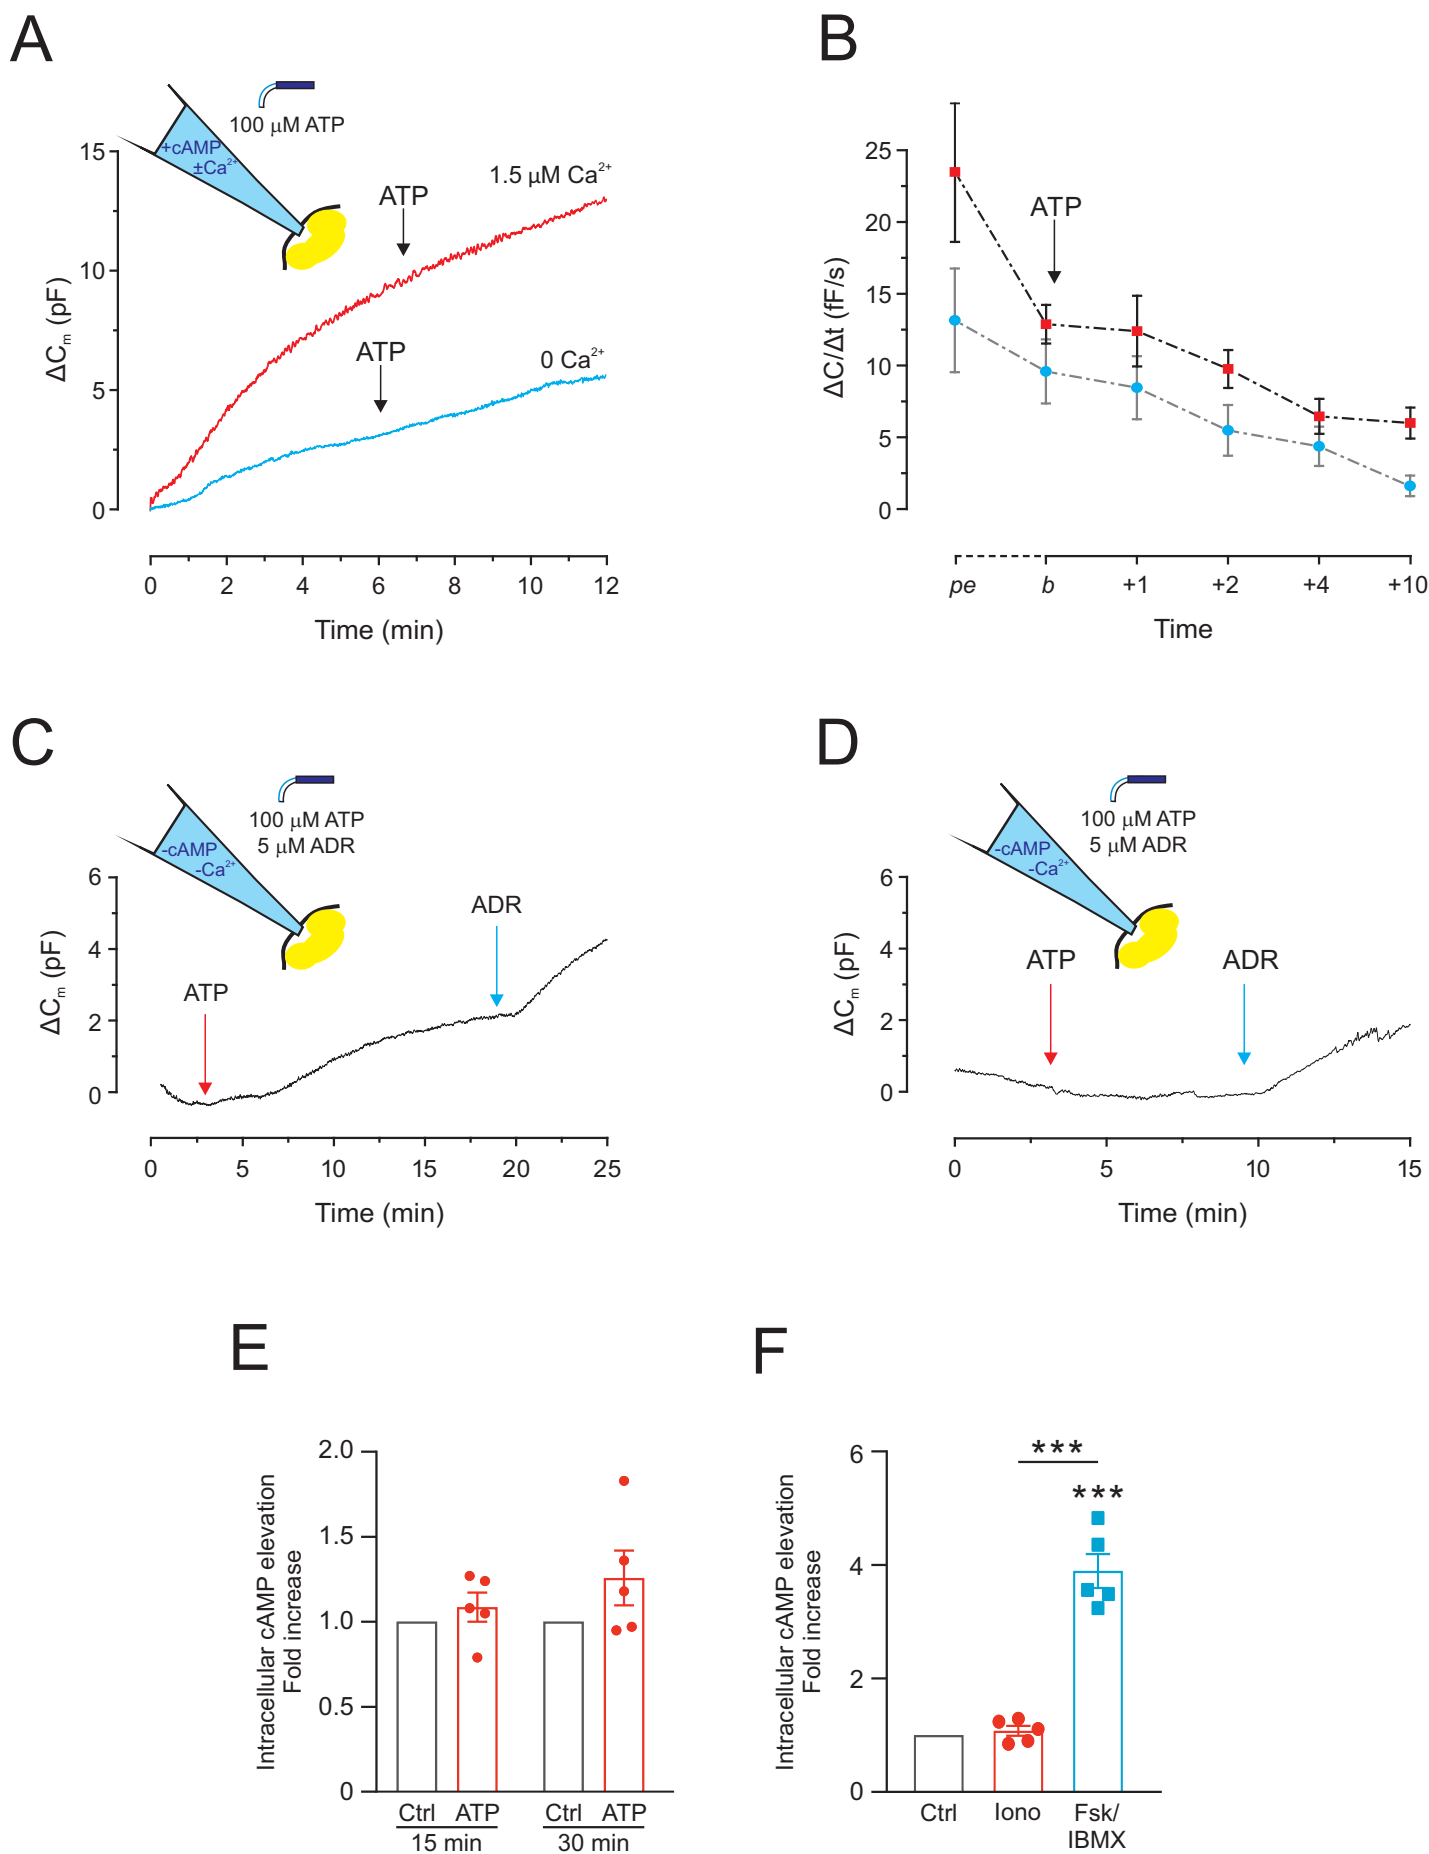 A
100 μM ATP
+cAMP
±Ca²⁺
15
10
5
0
ΔCₘ (pF)
1.5 μM Ca²⁺
ATP
ATP
0 Ca²⁺
0 2 4 6 8 10 12
Time (min)
B
25
20
15
10
5
0
ΔC/Δt (fF/s)
ATP
pe b +1 +2 +4 +10
Time
C
100 μM ATP
5 μM ADR
-cAMP
-Ca²⁺
6
4
2
0
ΔCₘ (pF)
ATP
ADR
0 5 10 15 20 25
Time (min)
D
100 μM ATP
5 μM ADR
-cAMP
-Ca²⁺
6
4
2
0
ΔCₘ (pF)
ATP
ADR
0 5 10 15
Time (min)
E
2.0
1.5
1.0
0.5
0
Intracellular cAMP elevation
Fold increase
Ctrl ATP Ctrl ATP
15 min 30 min
F
6
4
2
0
Intracellular cAMP elevation
Fold increase
***
***
Ctrl Iono Fsk/
IBMX